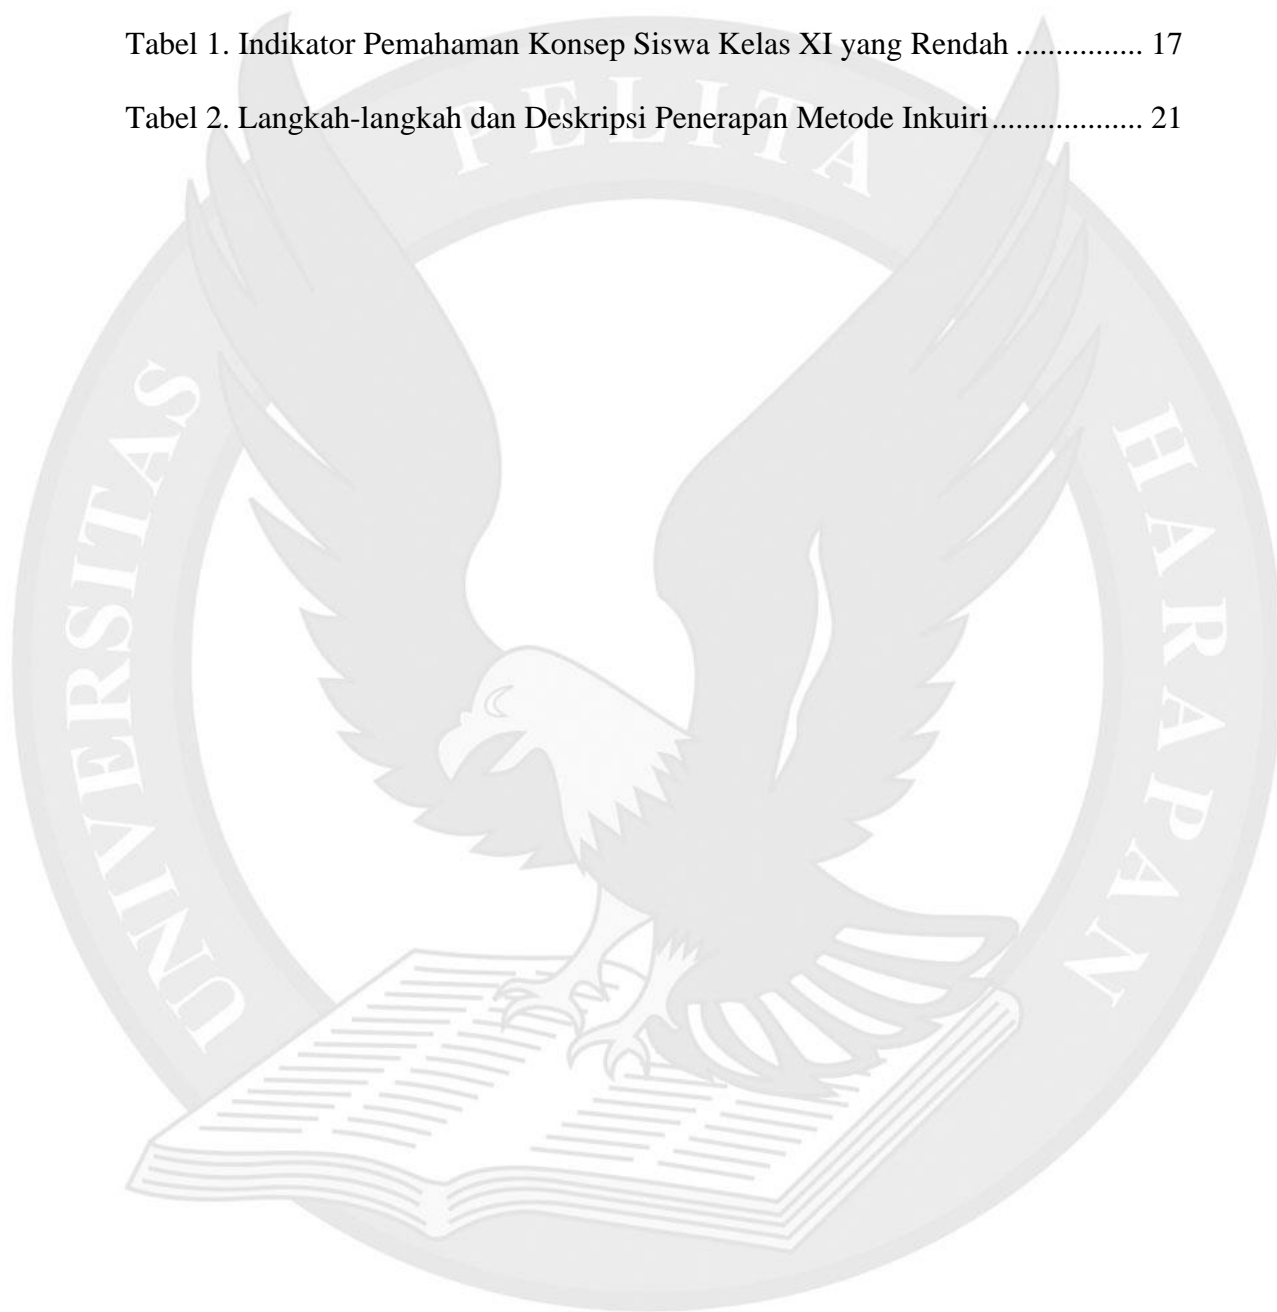 Tabel 1. Indikator Pemahaman Konsep Siswa Kelas XI yang Rendah ................ 17
Tabel 2. Langkah-langkah dan Deskripsi Penerapan Metode Inkuiri................... 21
UNIVERSITAS PELITA HARAPAN